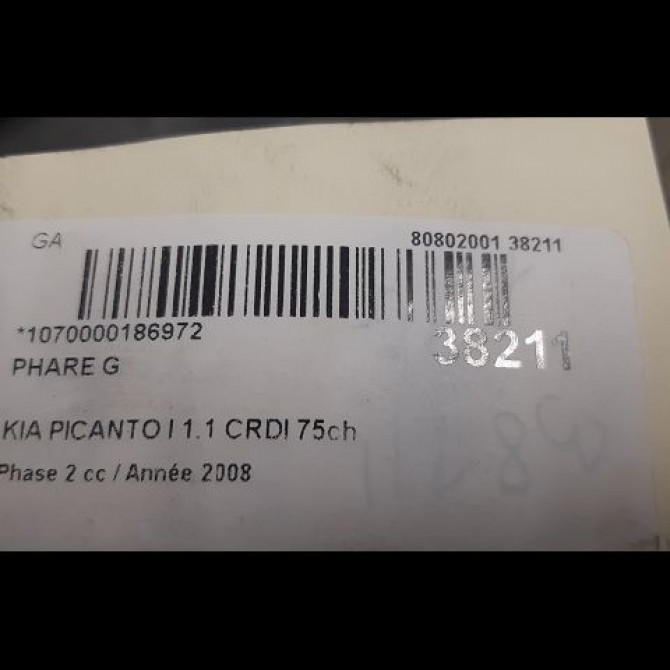 GA 80802001 38211
*1070000186972
38211
PHARE G
KIA PICANTO I 1.1 CRDI 75ch
Phase 2 cc / Année 2008